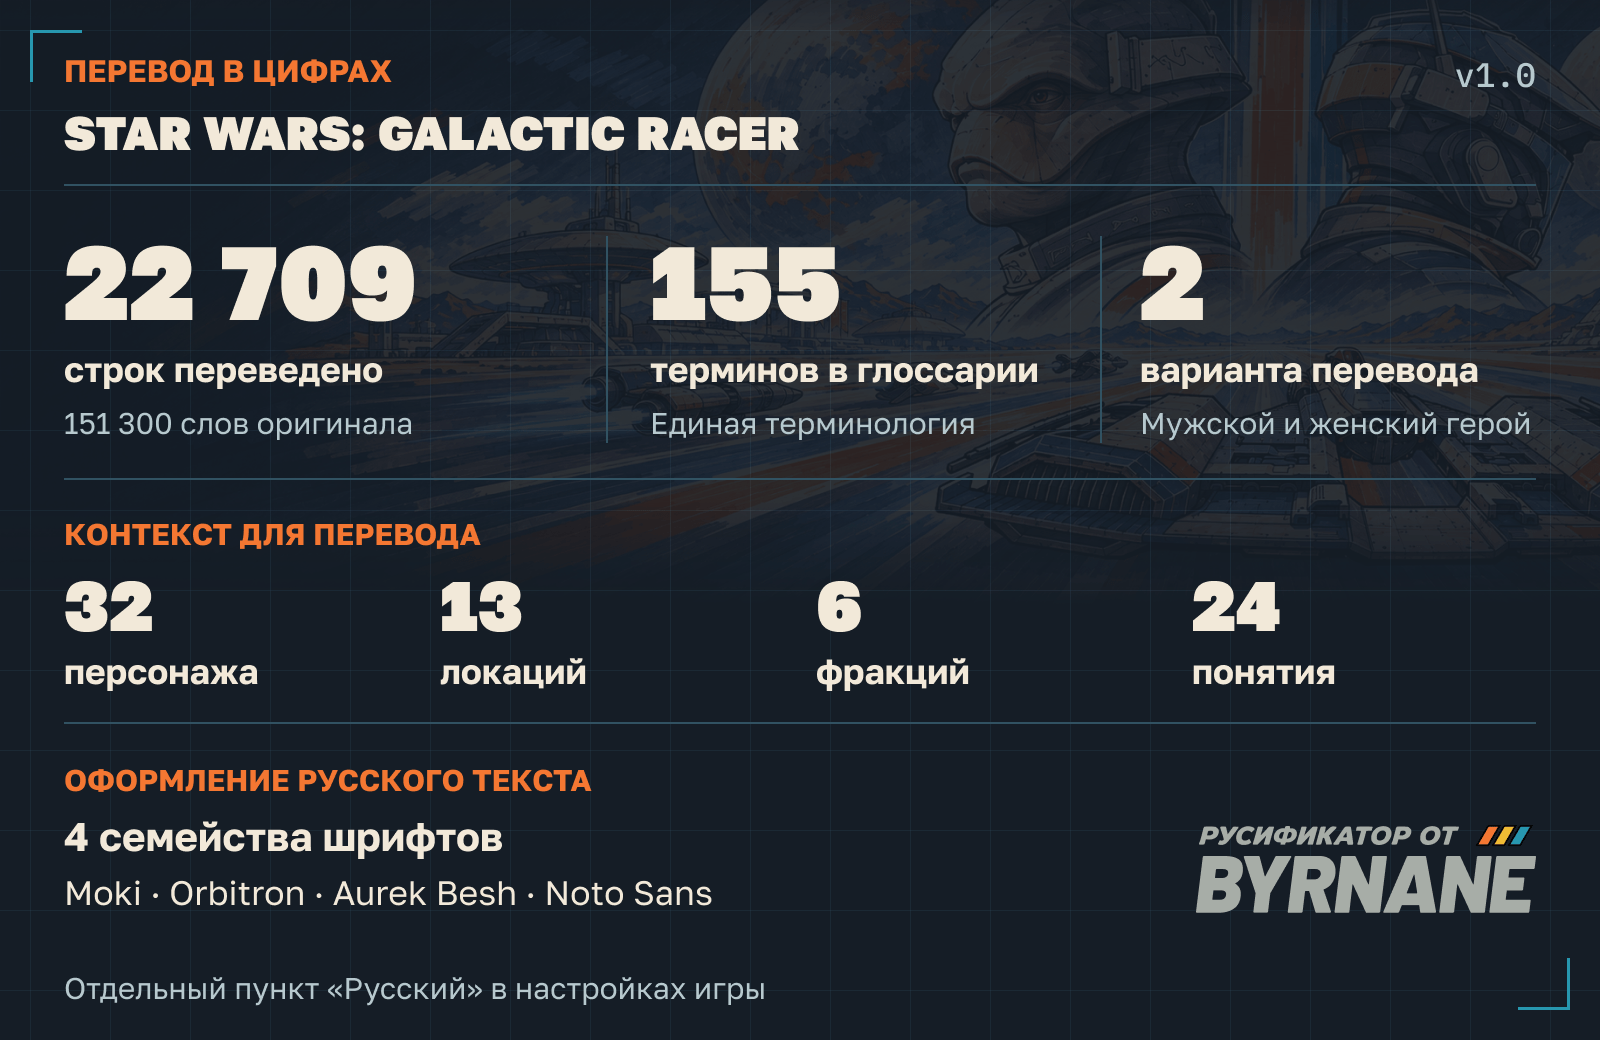 ПЕРЕВОД В ЦИФРАХ
v1.0
STAR WARS: GALACTIC RACER
22 709
строк переведено
151 300 слов оригинала
155
терминов в глоссарии
Единая терминология
2
варианта перевода
Мужской и женский герой
КОНТЕКСТ ДЛЯ ПЕРЕВОДА
32
персонажа
13
локаций
6
фракций
24
понятия
ОФОРМЛЕНИЕ РУССКОГО ТЕКСТА
4 семейства шрифтов
Moki · Orbitron · Aurek Besh · Noto Sans
РУСИФИКАТОР ОТ
BYRNANE
Отдельный пункт «Русский» в настройках игры